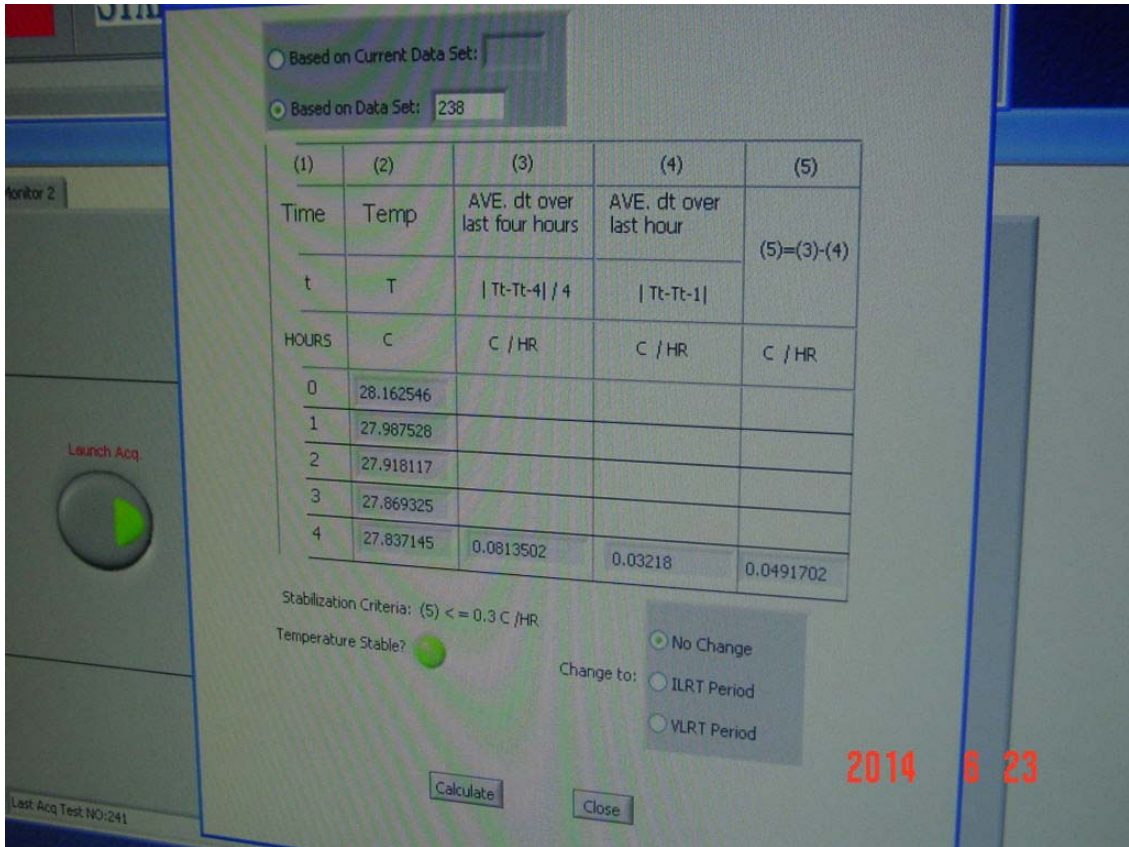 Based on Current Data Set:
Based on Data Set: 238
(1) (2) (3) (4) (5)
Time Temp AVE. dt over last four hours AVE. dt over last hour (5)=(3)-(4)
t T | Tt-Tt-4| / 4 | Tt-Tt-1|
HOURS C C / HR C / HR C / HR
0 28.162546
1 27.987528
2 27.918117
3 27.869325
4 27.837145 0.0813502 0.03218 0.0491702
Stabilization Criteria: (5) < = 0.3 C /HR
Temperature Stable?
Change to:
No Change
ILRT Period
VLRT Period
Calculate
Close
Monitor 2
Launch Acq.
Last Acq Test NO:241
2014 6 23